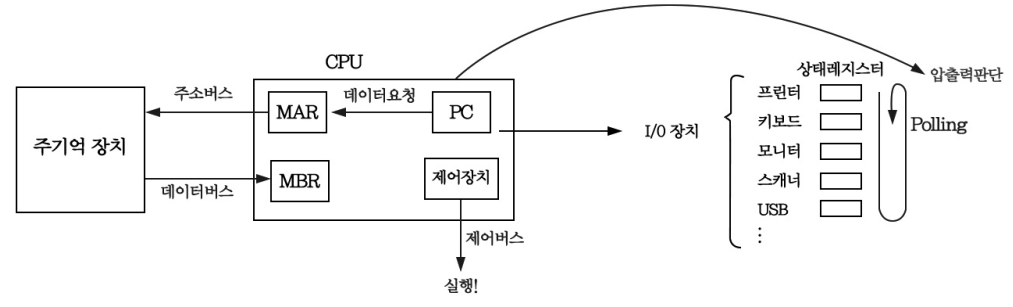 CPU
주소버스
데이터요청
MAR
PC
주기억 장치
MBR
제어장치
데이터버스
제어버스
실행!
I/O 장치
상태레지스터
프린터
키보드
모니터
스캐너
USB
⋮
Polling
압출력판단